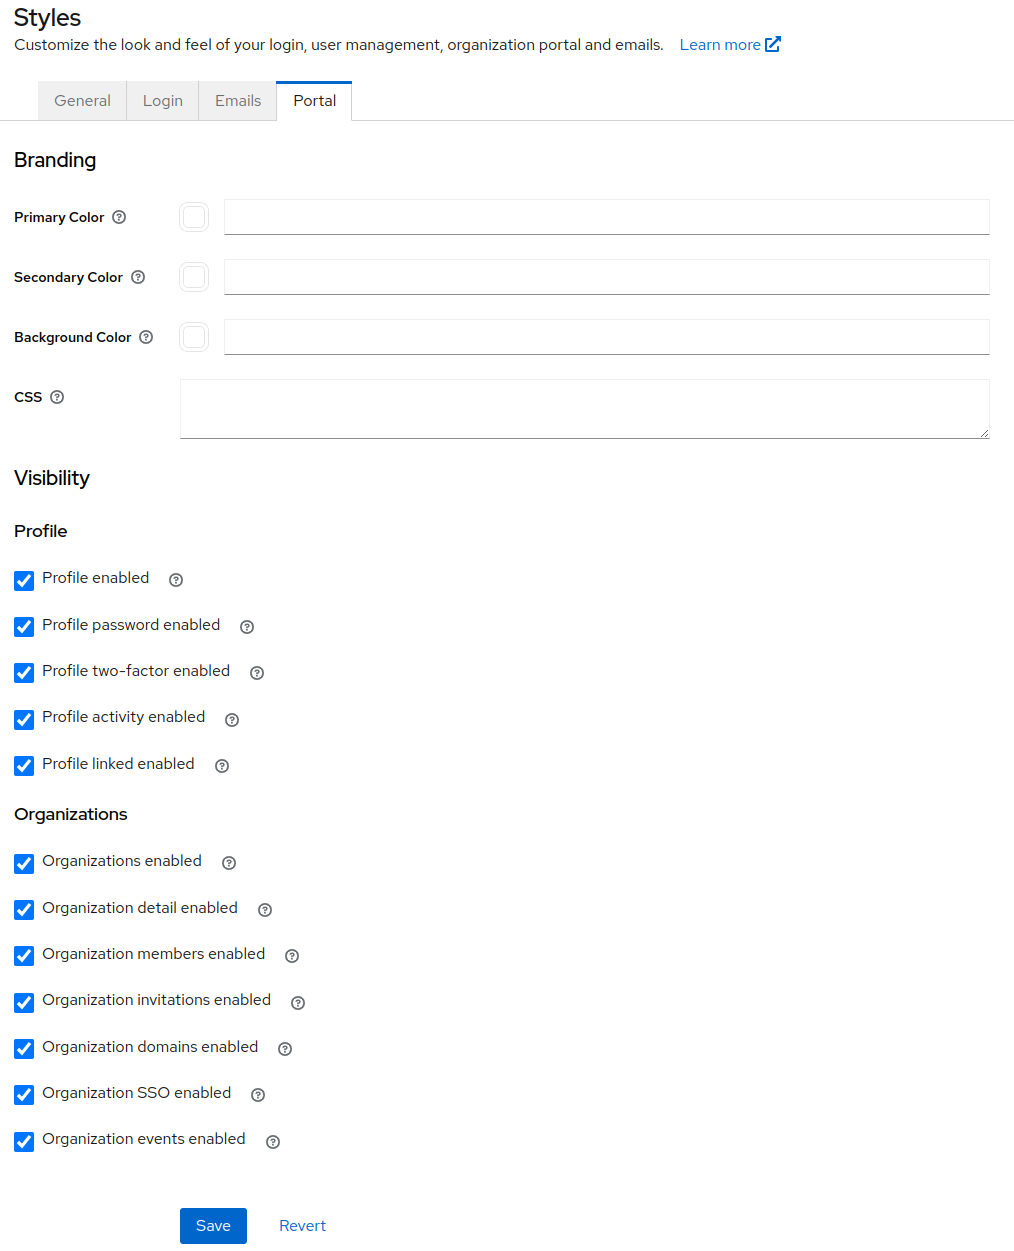 Styles
Customize the look and feel of your login, user management, organization portal and emails. Learn more
General Login Emails Portal
Branding
Primary Color
Secondary Color
Background Color
CSS
Visibility
Profile
Profile enabled
Profile password enabled
Profile two-factor enabled
Profile activity enabled
Profile linked enabled
Organizations
Organizations enabled
Organization detail enabled
Organization members enabled
Organization invitations enabled
Organization domains enabled
Organization SSO enabled
Organization events enabled
Save Revert